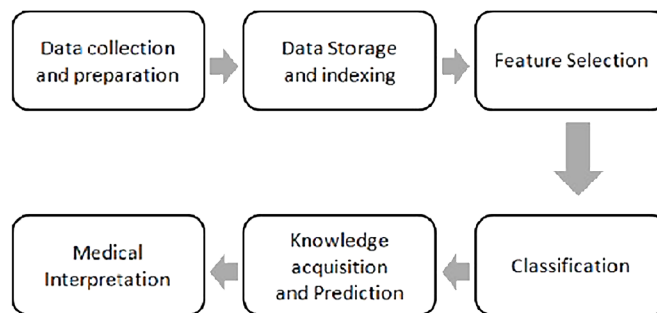 Data collection
and preparation
Data Storage
and indexing
Feature Selection
Classification
Knowledge
acquisition
and Prediction
Medical
Interpretation